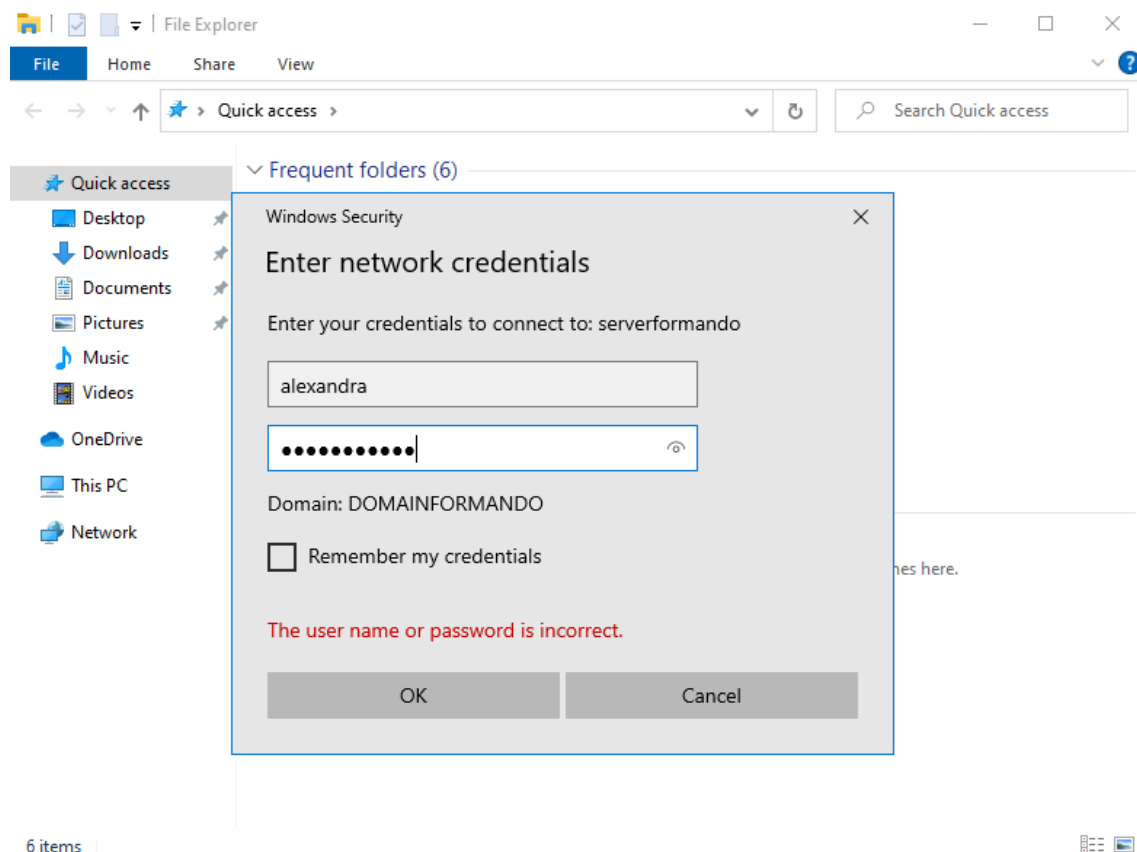 File Explorer
File Home Share View
Quick access
Search Quick access
Frequent folders (6)
Quick access
Desktop
Downloads
Documents
Pictures
Music
Videos
OneDrive
This PC
Network
Windows Security
Enter network credentials
Enter your credentials to connect to: serverformando
alexandra
Domain: DOMAINFORMANDO
Remember my credentials
The user name or password is incorrect.
OK Cancel
here.
6 items